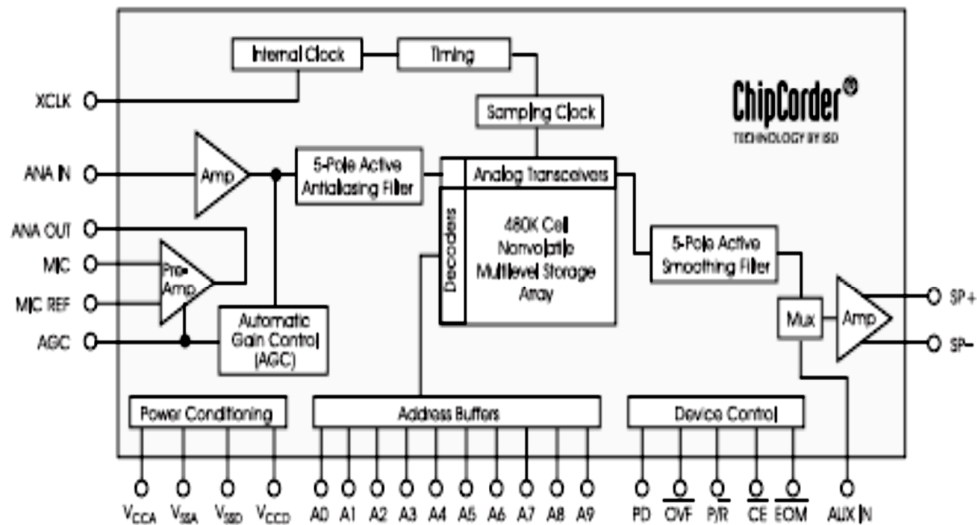 Internal Clock
Timing
XCLK
Sampling Clock
ChipCorder®
TECHNOLOGY BY ISD
ANA IN
Amp
5-Pole Active
Antialiasing Filter
Analog Transceivers
Decoders
480K Cell
Nonvolatile
Multilevel Storage
Array
ANA OUT
MIC
Pre-
Amp
MIC REF
AGC
Automatic
Gain Control
(AGC)
5-Pole Active
Smoothing Filter
Mux
Amp
SP+
SP-
Power Conditioning
Address Buffers
Device Control
VCCA VSSA VSSD VCCD A0 A1 A2 A3 A4 A5 A6 A7 A8 A9 PD OVF P/R CE EOM AUX IN